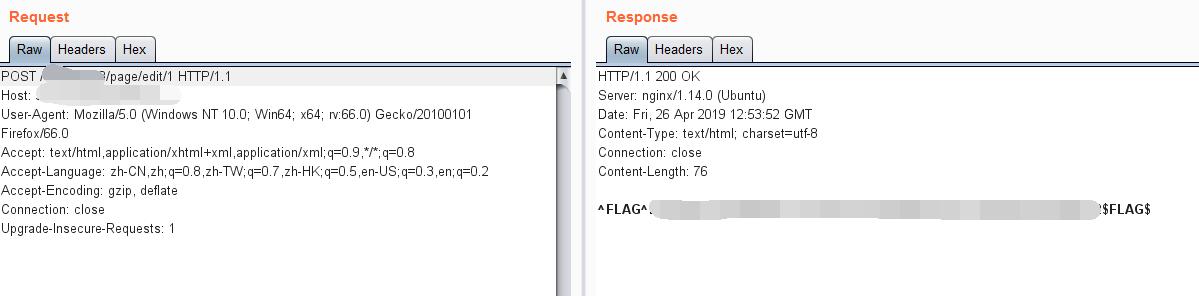 Request
Raw Headers Hex
POST /page/edit/1 HTTP/1.1
Host:
User-Agent: Mozilla/5.0 (Windows NT 10.0; Win64; x64; rv:66.0) Gecko/20100101
Firefox/66.0
Accept: text/html,application/xhtml+xml,application/xml;q=0.9,*/*;q=0.8
Accept-Language: zh-CN,zh;q=0.8,zh-TW;q=0.7,zh-HK;q=0.5,en-US;q=0.3,en;q=0.2
Accept-Encoding: gzip, deflate
Connection: close
Upgrade-Insecure-Requests: 1
Response
Raw Headers Hex
HTTP/1.1 200 OK
Server: nginx/1.14.0 (Ubuntu)
Date: Fri, 26 Apr 2019 12:53:52 GMT
Content-Type: text/html; charset=utf-8
Connection: close
Content-Length: 76
^FLAG^ $FLAG$